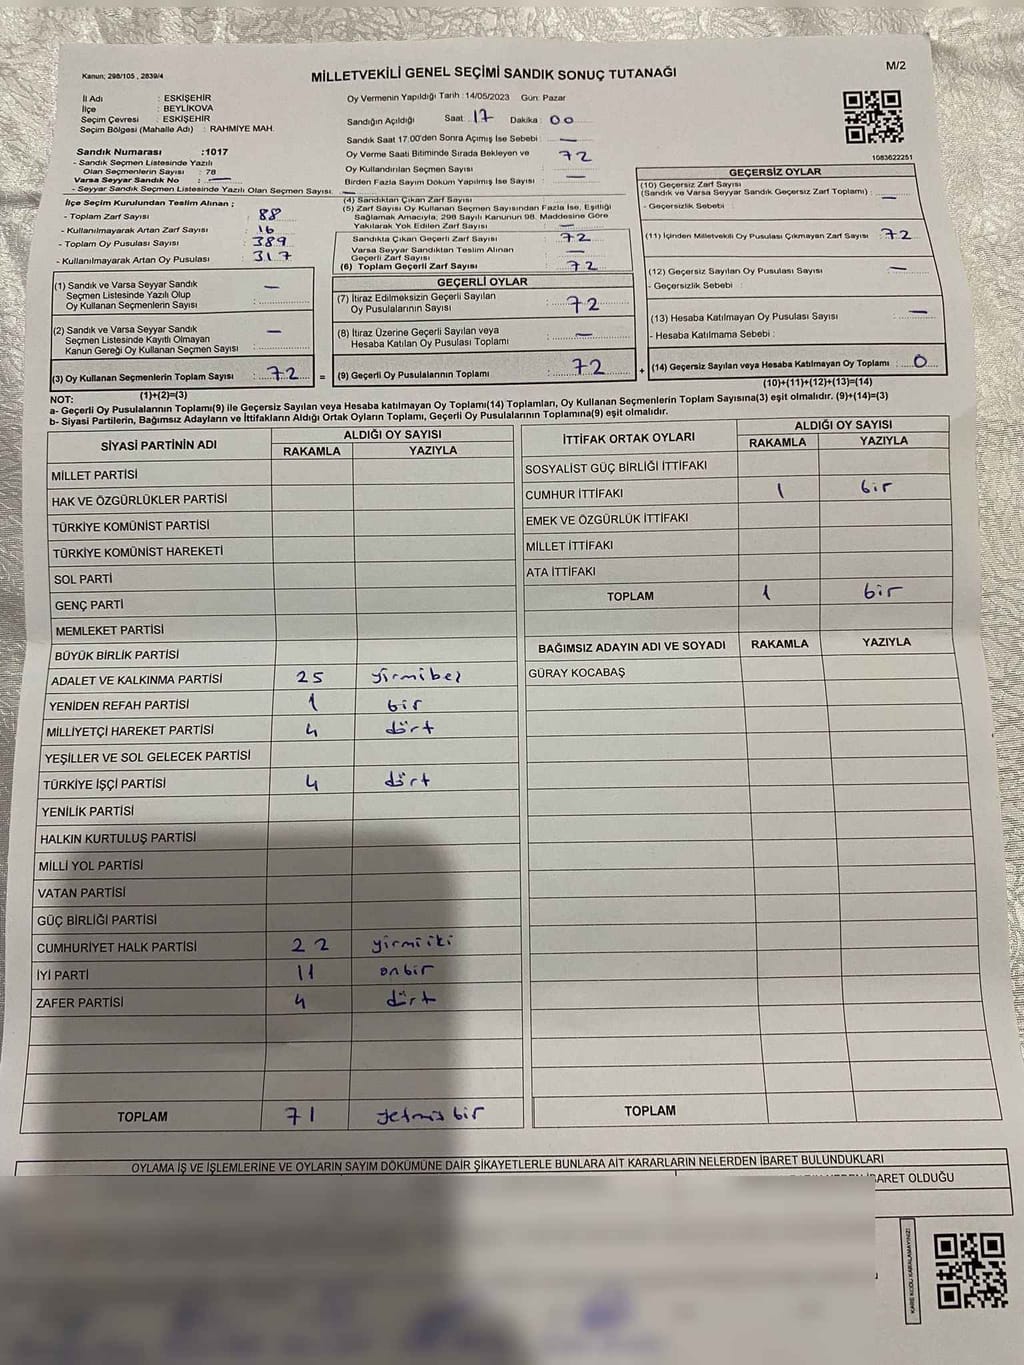 Kanun: 298/105 , 2839/4
MİLLETVEKİLİ GENEL SEÇİMİ SANDIK SONUÇ TUTANAĞI
M/2
İl Adı : ESKİŞEHİR
İlçe : BEYLİKOVA
Seçim Çevresi : ESKİŞEHİR
Seçim Bölgesi (Mahalle Adı) : RAHMİYE MAH.
Sandık Numarası :1017
- Sandık Seçmen Listesinde Yazılı
Olan Seçmenlerin Sayısı : 78
Varsa Seyyar Sandık No : —
- Seyyar Sandık Seçmen Listesinde Yazılı Olan Seçmen Sayısı: —
Oy Vermenin Yapıldığı Tarih :14/05/2023 Gün: Pazar
Sandığın Açıldığı Saat :17 Dakika : 00
Sandık Saat 17.00'den Sonra Açımış İse Sebebi : —
Oy Verme Saati Bitiminde Sırada Bekleyen ve : 72
Oy Kullandırılan Seçmen Sayısı
Birden Fazla Sayım Döküm Yapılmış İse Sayısı : —
1083622251
İlçe Seçim Kurulundan Teslim Alınan ;
- Toplam Zarf Sayısı : 88
- Kullanılmayarak Artan Zarf Sayısı : 16
- Toplam Oy Pusulası Sayısı : 389
- Kullanılmayarak Artan Oy Pusulası : 317
(4) Sandıktan Çıkan Zarf Sayısı
(5) Zarf Sayısı Oy Kullanan Seçmen Sayısından Fazla İse, Eşitliği
Sağlamak Amacıyla, 298 Sayılı Kanunun 98. Maddesine Göre
Yakılarak Yok Edilen Zarf Sayısı : —
Sandıkta Çıkan Geçerli Zarf Sayısı : 72
Varsa Seyyar Sandıktan Teslim Alınan
Geçerli Zarf Sayısı : —
(6) Toplam Geçerli Zarf Sayısı : 72
GEÇERSİZ OYLAR
(10) Geçersiz Zarf Sayısı
(Sandık ve Varsa Seyyar Sandık Geçersiz Zarf Toplamı) : —
- Geçersizlik Sebebi :
(11) İçinden Milletvekili Oy Pusulası Çıkmayan Zarf Sayısı : 72
(12) Geçersiz Sayılan Oy Pusulası Sayısı : —
- Geçersizlik Sebebi :
(13) Hesaba Katılmayan Oy Pusulası Sayısı : —
- Hesaba Katılmama Sebebi :
(14) Geçersiz Sayılan veya Hesaba Katılmayan Oy Toplamı : 0
(10)+(11)+(12)+(13)=(14)
(1) Sandık ve Varsa Seyyar Sandık
Seçmen Listesinde Yazılı Olup
Oy Kullanan Seçmenlerin Sayısı : —
(2) Sandık ve Varsa Seyyar Sandık
Seçmen Listesinde Kayıtlı Olmayan
Kanun Gereği Oy Kullanan Seçmen Sayısı : —
(3) Oy Kullanan Seçmenlerin Toplam Sayısı : 72 =
(1)+(2)=(3)
GEÇERLİ OYLAR
(7) İtiraz Edilmeksizin Geçerli Sayılan
Oy Pusulalarının Sayısı : 72
(8) İtiraz Üzerine Geçerli Sayılan veya
Hesaba Katılan Oy Pusulası Toplamı : —
(9) Geçerli Oy Pusulalarının Toplamı : 72 +
NOT:
a- Geçerli Oy Pusulalarının Toplamı(9) ile Geçersiz Sayılan veya Hesaba katılmayan Oy Toplamı(14) Toplamları, Oy Kullanan Seçmenlerin Toplam Sayısına(3) eşit olmalıdır. (9)+(14)=(3)
b- Siyasi Partilerin, Bağımsız Adayların ve İttifakların Aldığı Ortak Oyların Toplamı, Geçerli Oy Pusulalarının Toplamına(9) eşit olmalıdır.
SİYASİ PARTİNİN ADI ALDIĞI OY SAYISI
RAKAMLA YAZIYLA
MİLLET PARTİSİ
HAK VE ÖZGÜRLÜKLER PARTİSİ
TÜRKİYE KOMÜNİST PARTİSİ
TÜRKİYE KOMÜNİST HAREKETİ
SOL PARTİ
GENÇ PARTİ
MEMLEKET PARTİSİ
BÜYÜK BİRLİK PARTİSİ
ADALET VE KALKINMA PARTİSİ 25 yirmibeş
YENİDEN REFAH PARTİSİ 1 bir
MİLLİYETÇİ HAREKET PARTİSİ 4 dört
YEŞİLLER VE SOL GELECEK PARTİSİ
TÜRKİYE İŞÇİ PARTİSİ 4 dört
YENİLİK PARTİSİ
HALKIN KURTULUŞ PARTİSİ
MİLLİ YOL PARTİSİ
VATAN PARTİSİ
GÜÇ BİRLİĞİ PARTİSİ
CUMHURİYET HALK PARTİSİ 22 yirmiiki
İYİ PARTİ 11 onbir
ZAFER PARTİSİ 4 dört
TOPLAM 71 yetmiş bir
İTTİFAK ORTAK OYLARI ALDIĞI OY SAYISI
RAKAMLA YAZIYLA
SOSYALİST GÜÇ BİRLİĞİ İTTİFAKI
CUMHUR İTTİFAKI 1 bir
EMEK VE ÖZGÜRLÜK İTTİFAKI
MİLLET İTTİFAKI
ATA İTTİFAKI
TOPLAM 1 bir
BAĞIMSIZ ADAYIN ADI VE SOYADI RAKAMLA YAZIYLA
GÜRAY KOCABAŞ
TOPLAM
OYLAMA İŞ VE İŞLEMLERİNE VE OYLARIN SAYIM DÖKÜMÜNE DAİR ŞİKAYETLERLE BUNLARA AİT KARARLARIN NELERDEN İBARET BULUNDUKLARI
BARET OLDUĞU
KARE KODU KARALAMAYINIZ!